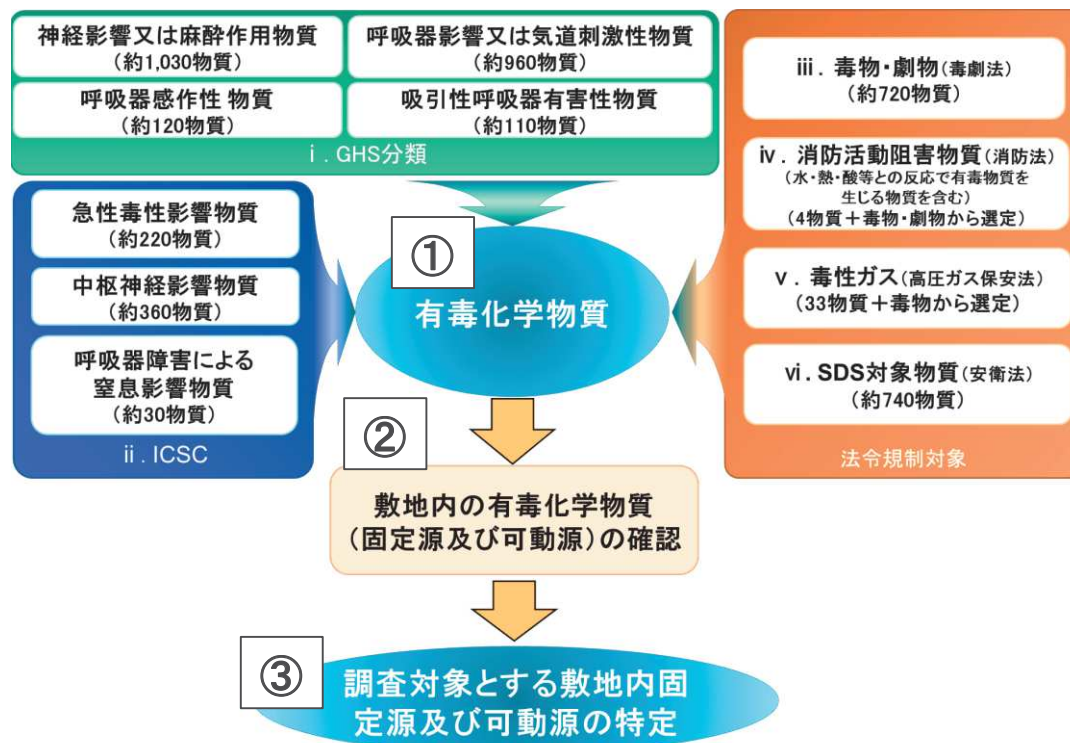 神経影響又は麻酔作用物質
(約1,030物質)
呼吸器影響又は気道刺激性物質
(約960物質)
呼吸器感作性 物質
(約120物質)
吸引性呼吸器有害性物質
(約110物質)
ⅰ. GHS分類
急性毒性影響物質
(約220物質)
中枢神経影響物質
(約360物質)
呼吸器障害による
窒息影響物質
(約30物質)
ⅱ. ICSC
ⅲ. 毒物・劇物(毒劇法)
(約720物質)
ⅳ. 消防活動阻害物質(消防法)
(水・熱・酸等との反応で有毒物質を
生じる物質を含む)
(4物質＋毒物・劇物から選定)
ⅴ. 毒性ガス(高圧ガス保安法)
(33物質＋毒物から選定)
ⅵ. SDS対象物質(安衛法)
(約740物質)
法令規制対象
①
有毒化学物質
②
敷地内の有毒化学物質
(固定源及び可動源)の確認
③
調査対象とする敷地内固
定源及び可動源の特定